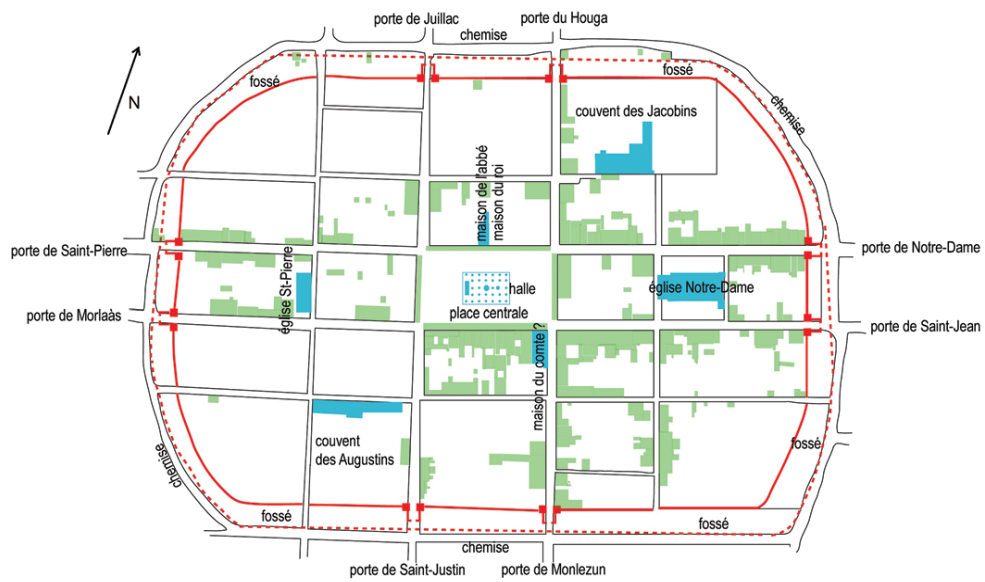 porte de Juillac
porte du Houga
chemise
fossé
fossé
N
chemise
couvent des Jacobins
maison de l'abbé
maison du roi
porte de Saint-Pierre
porte de Notre-Dame
église St-Pierre
halle
église Notre-Dame
place centrale
porte de Morlaàs
porte de Saint-Jean
maison du comte ?
couvent
des Augustins
fossé
chemise
fossé
fossé
chemise
porte de Saint-Justin
porte de Monlezun